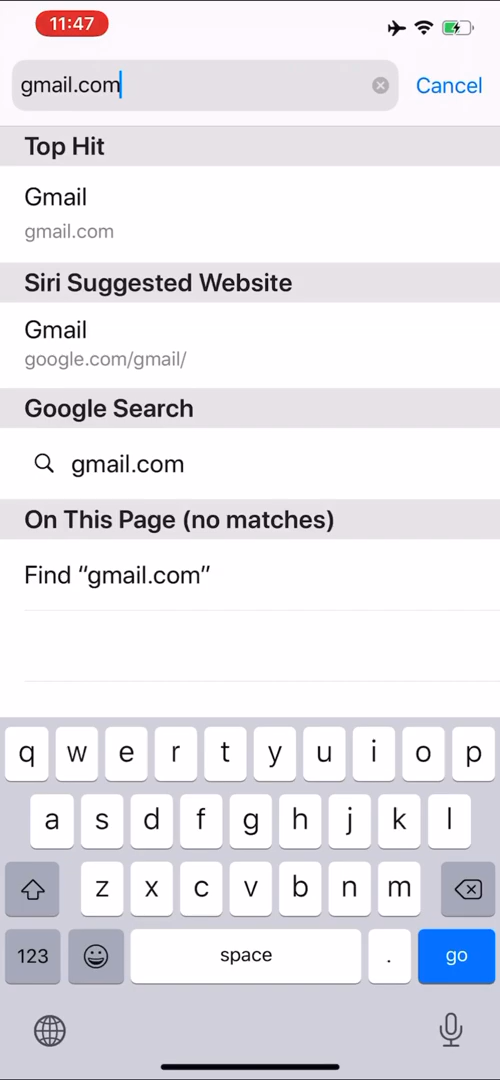 11:47
gmail.com
Cancel
Top Hit
Gmail
gmail.com
Siri Suggested Website
Gmail
google.com/gmail/
Google Search
gmail.com
On This Page (no matches)
Find “gmail.com”
q w e r t y u i o p
a s d f g h j k l
z x c v b n m
123 space . go